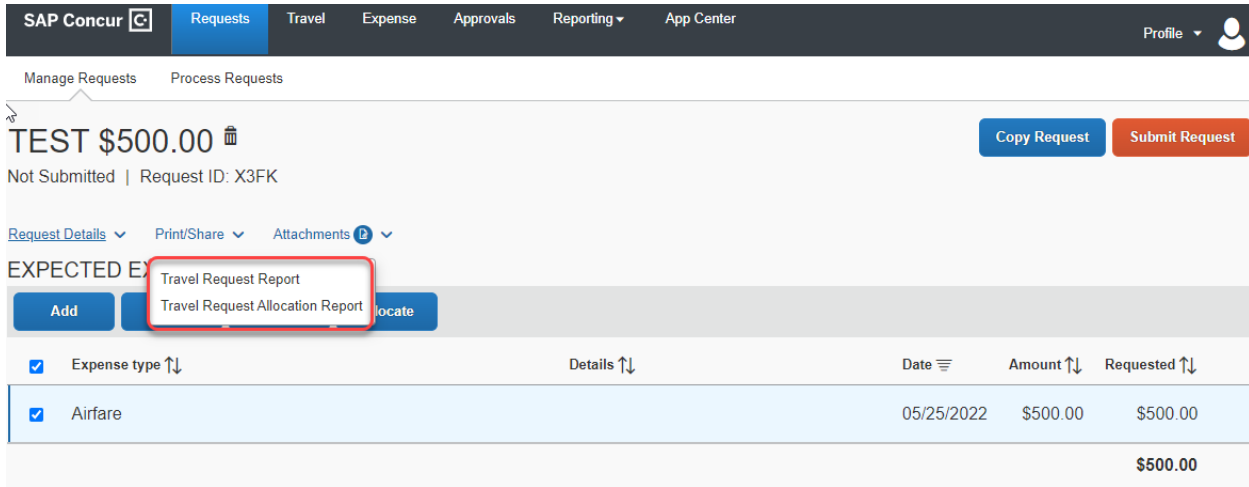 SAP Concur C Requests Travel Expense Approvals Reporting App Center Profile
Manage Requests Process Requests
TEST $500.00
Copy Request Submit Request
Not Submitted | Request ID: X3FK
Request Details Print/Share Attachments
EXPECTED
Travel Request Report
Travel Request Allocation Report
Add
Expense type Details Date Amount Requested
Airfare 05/25/2022 $500.00 $500.00
$500.00